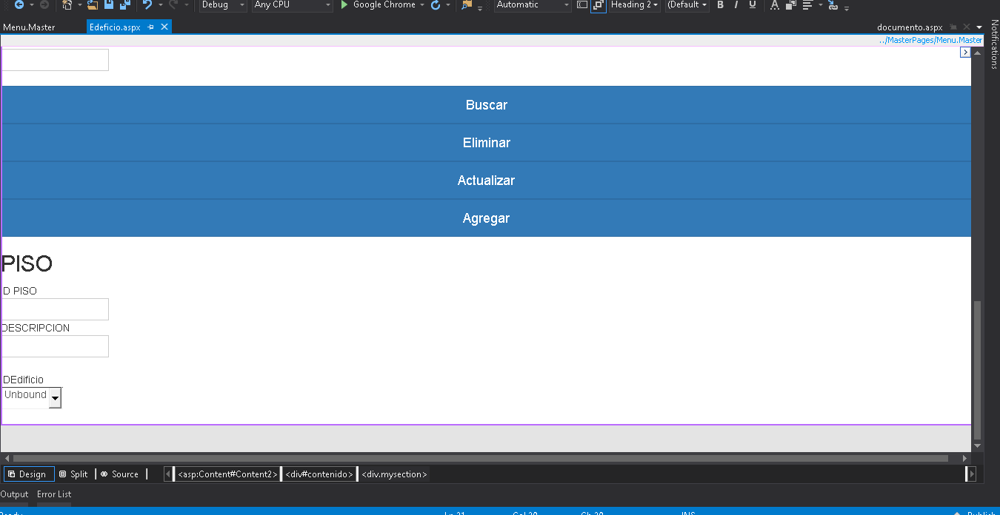 Debug Any CPU Google Chrome Automatic Heading 2 (Default B I U A
Menu.Master Edeficio.aspx documento.aspx
../MasterPages/Menu.Master
Notifications
Buscar
Eliminar
Actualizar
Agregar
PISO
D PISO
DESCRIPCION
DEdificio
Unbound
Design Split Source <asp:Content#Content2> <div#contenido> <div.mysection>
Output Error List